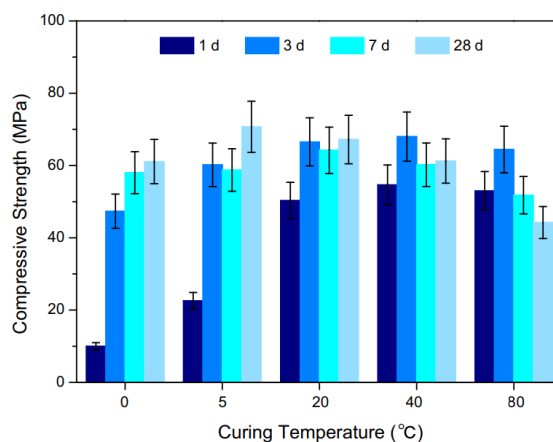 100
80
60
40
20
0
Compressive Strength (MPa)
1 d 3 d 7 d 28 d
0 5 20 40 80
Curing Temperature (℃)